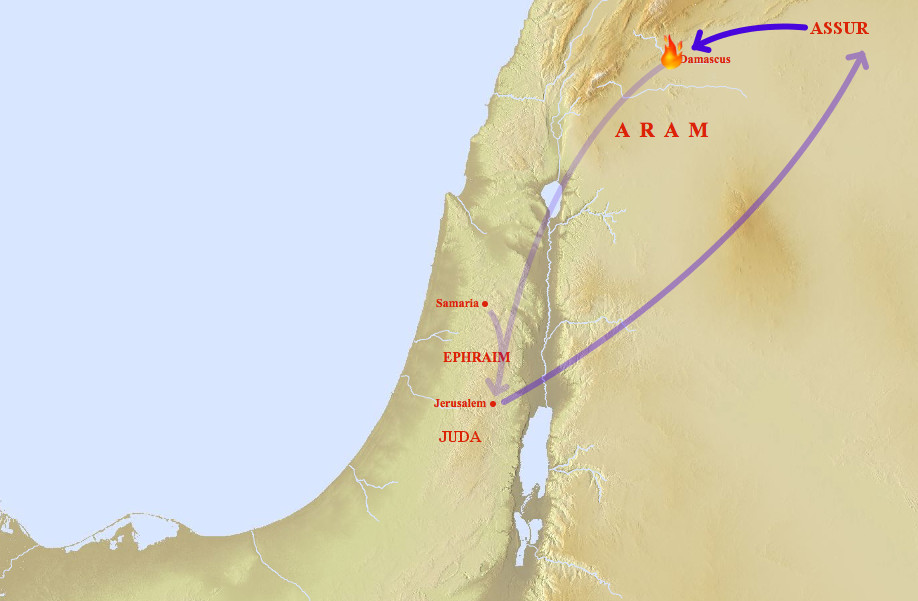 ASSUR
Damascus
A R A M
Samaria
EPHRAIM
Jerusalem
JUDA